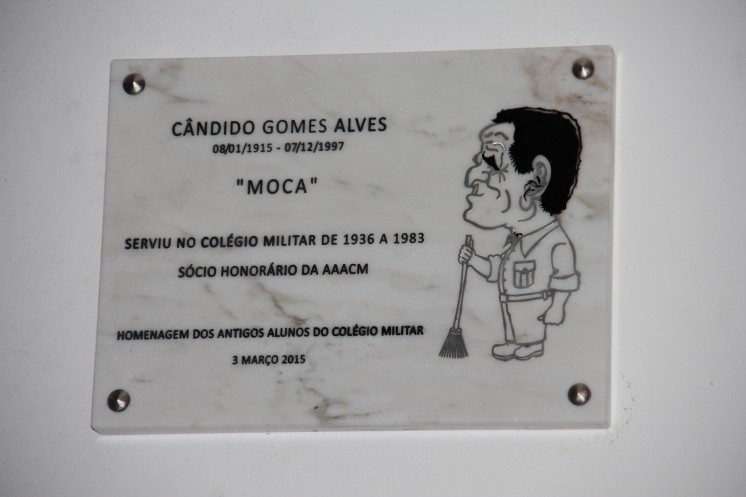 CÂNDIDO GOMES ALVES
08/01/1915 - 07/12/1997
"MOCA"
SERVIU NO COLÉGIO MILITAR DE 1936 A 1983
SÓCIO HONORÁRIO DA AAACM
HOMENAGEM DOS ANTIGOS ALUNOS DO COLÉGIO MILITAR
3 MARÇO 2015